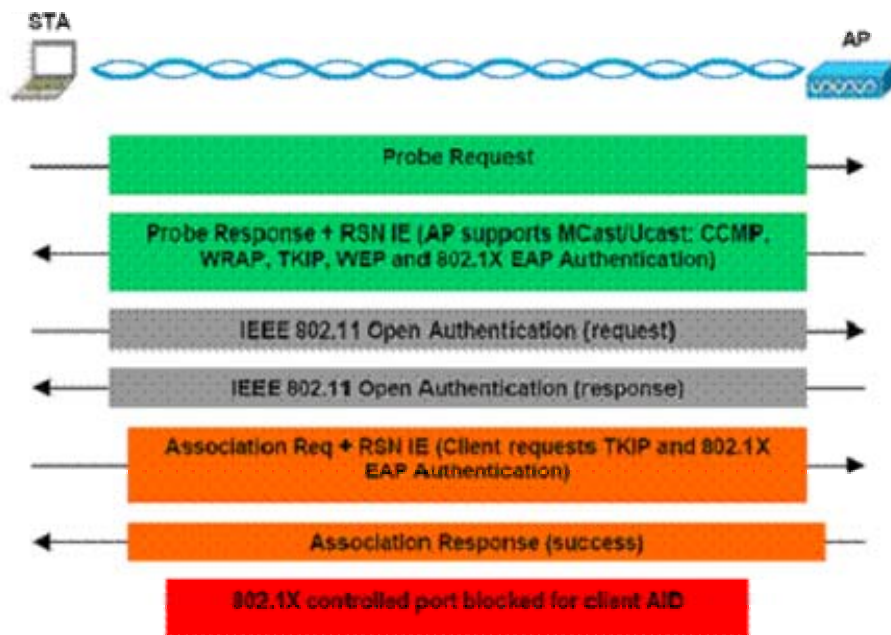 STA
AP
Probe Request
Probe Response + RSN IE (AP supports MCast/Ucast: CCMP,
WRAP, TKIP, WEP and 802.1X EAP Authentication)
IEEE 802.11 Open Authentication (request)
IEEE 802.11 Open Authentication (response)
Association Req + RSN IE (Client requests TKIP and 802.1X
EAP Authentication)
Association Response (success)
802.1X controlled port blocked for client AID